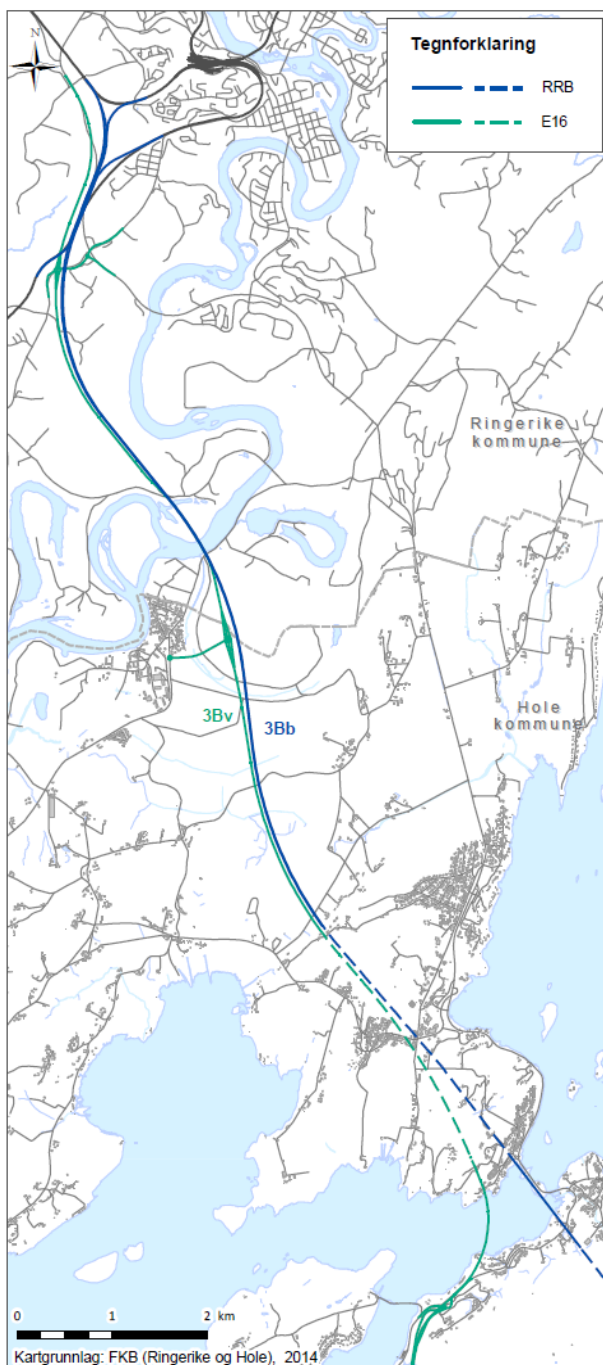 N
Tegnforklaring
RRB
E16
Ringerike
kommune
Hole
kommune
3Bv
3Bb
0 1 2 km
Kartgrunnlag: FKB (Ringerike og Hole), 2014